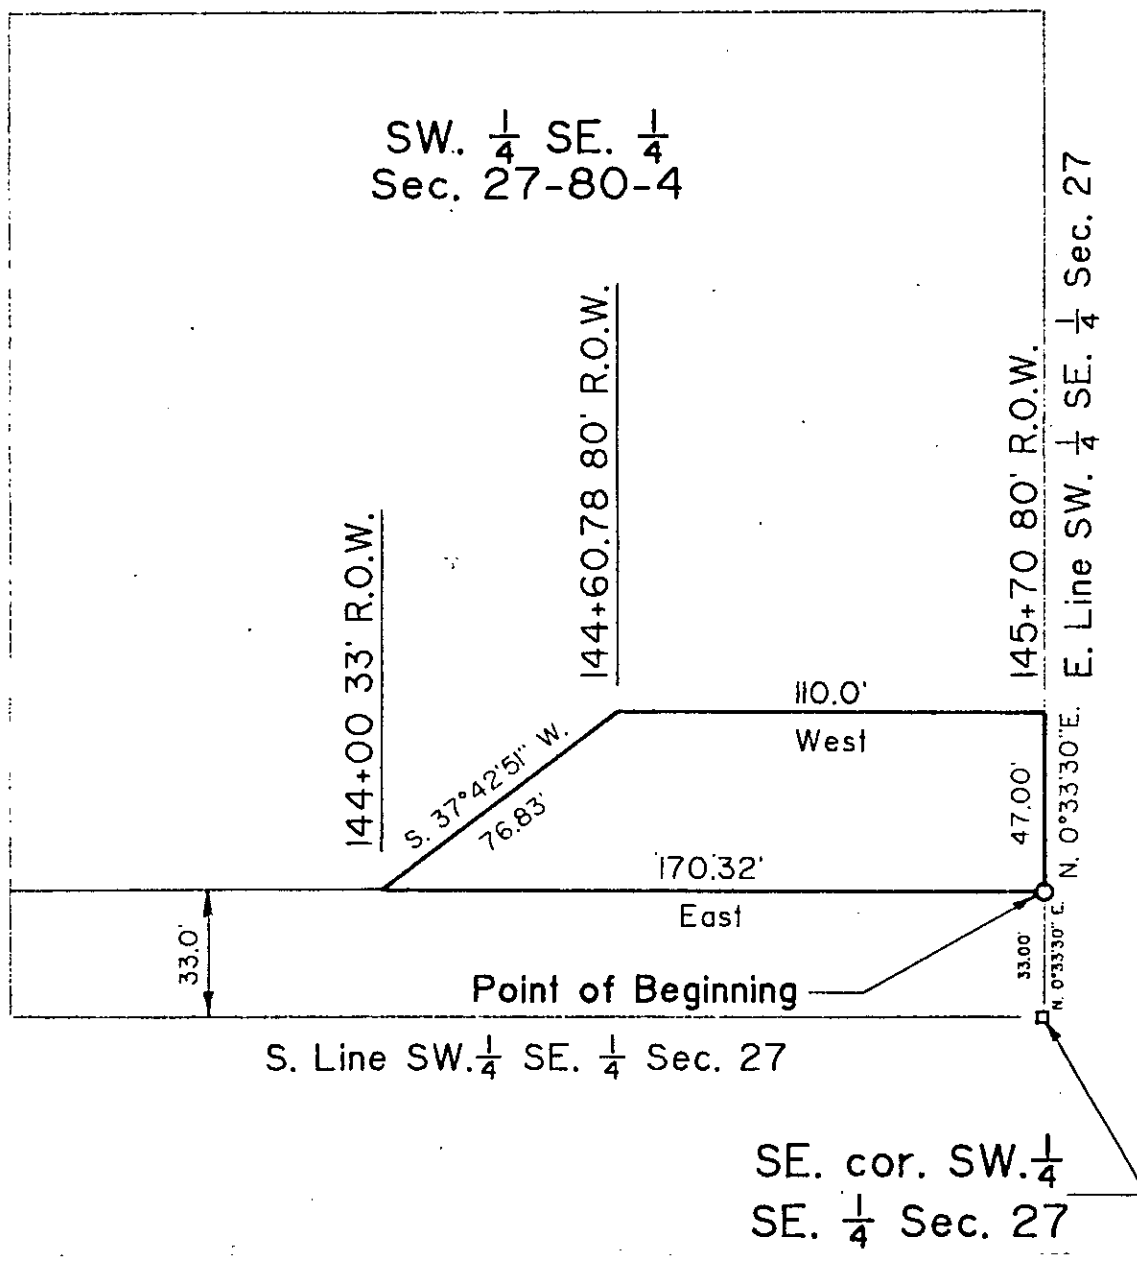 SW. 1/4 SE. 1/4
Sec. 27-80-4
E. Line SW. 1/4 SE. 1/4 Sec. 27
144+00 33' R.O.W.
144+60.78 80' R.O.W.
145+70 80' R.O.W.
110.0'
West
S. 37°42'51" W.
76.83'
47.00'
N. 0°33'30"E.
170.32'
East
33.0'
33.00'
N. 0°33'30" E.
Point of Beginning
S. Line SW. 1/4 SE. 1/4 Sec. 27
SE. cor. SW. 1/4
SE. 1/4 Sec. 27